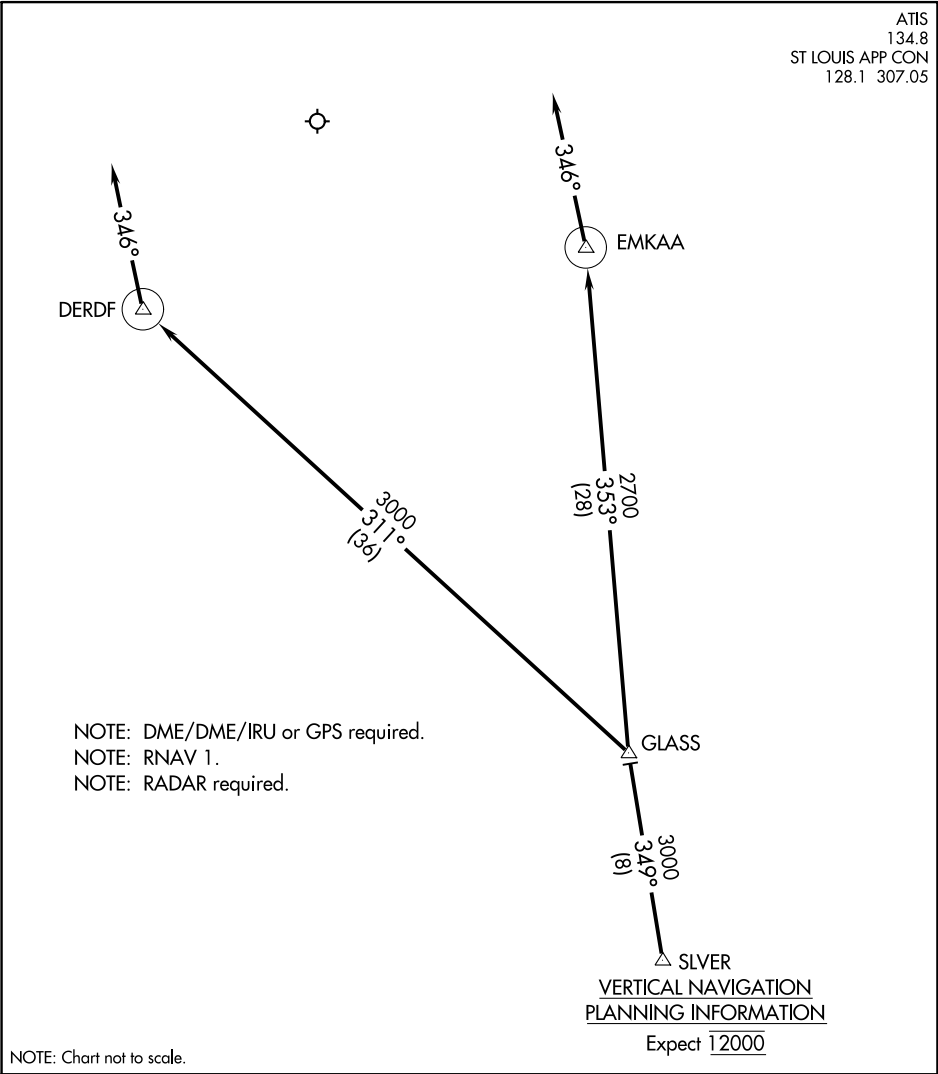 ATIS
134.8
ST LOUIS APP CON
128.1 307.05
346°
346°
EMKAA
DERDF
2700
353°
(28)
3000
311°
(36)
NOTE: DME/DME/IRU or GPS required.
NOTE: RNAV 1.
NOTE: RADAR required.
GLASS
3000
349°
(8)
SLVER
VERTICAL NAVIGATION
PLANNING INFORMATION
Expect 12000
NOTE: Chart not to scale.